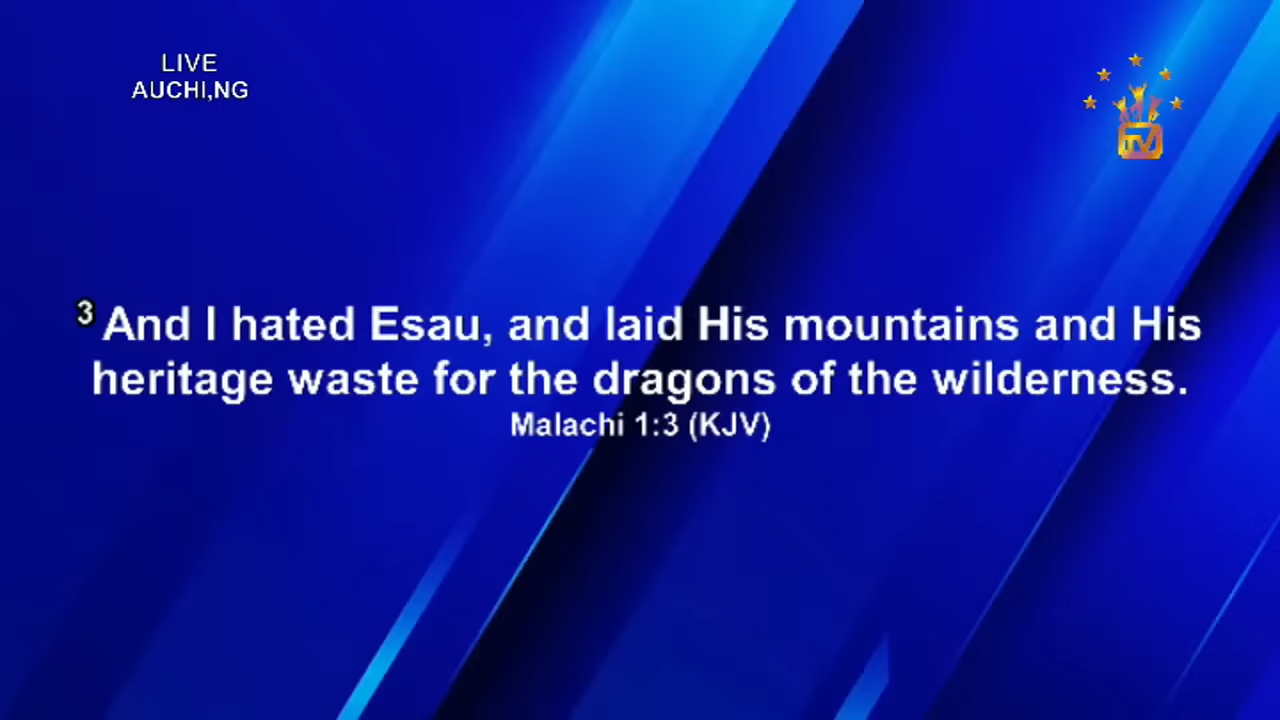 LIVE
AUCHI,NG
TV
3 And I hated Esau, and laid His mountains and His
heritage waste for the dragons of the wilderness.
Malachi 1:3 (KJV)